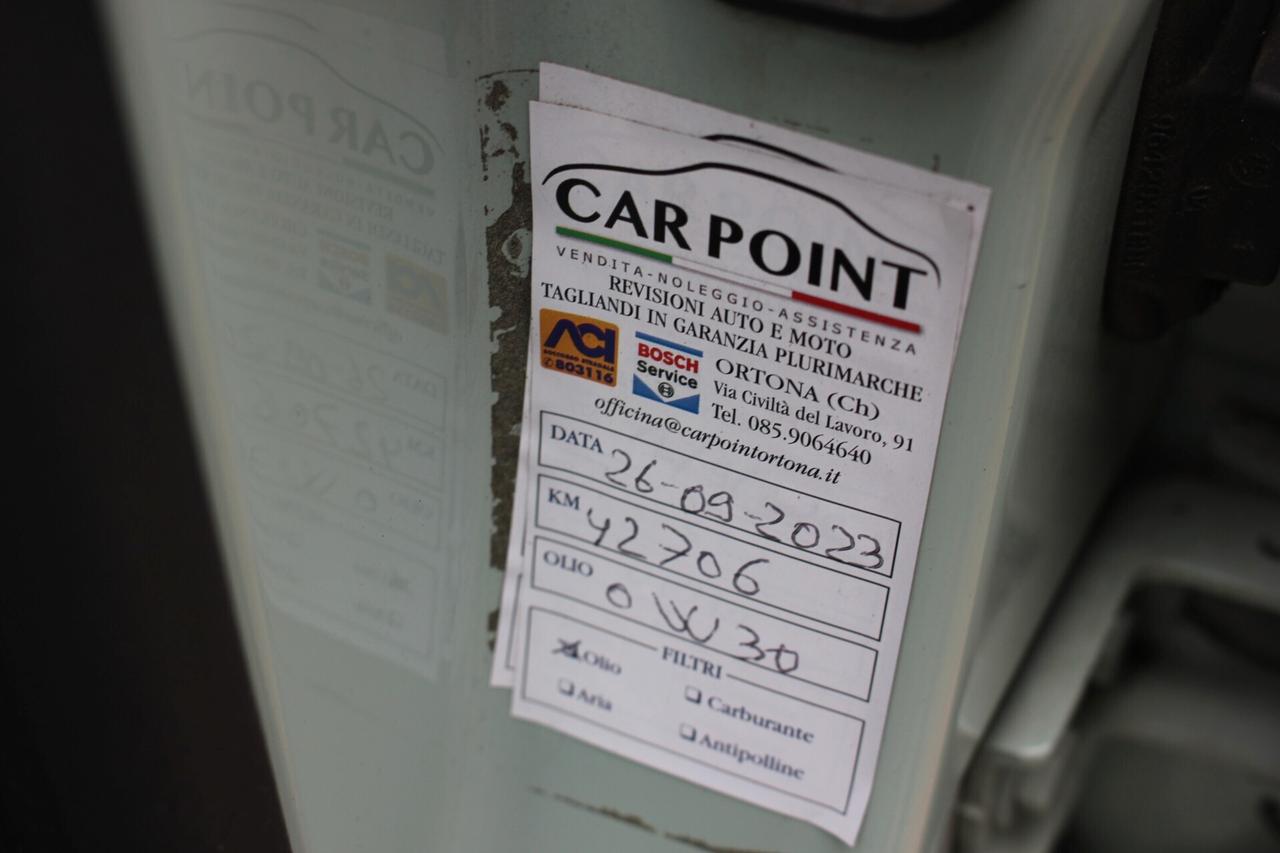 CAR POINT
VENDITA-NOLEGGIO-ASSISTENZA
REVISIONI AUTO E MOTO
TAGLIANDI IN GARANZIA PLURIMARCHE
ACI
SOCCORSO STRADALE
803116
BOSCH
Service
ORTONA (Ch)
Via Civiltà del Lavoro, 91
Tel. 085.9064640
officina@carpointortona.it
DATA 26-09-2023
KM 42706
OLIO 0W30
FILTRI
Olio
Carburante
Aria
Antipolline